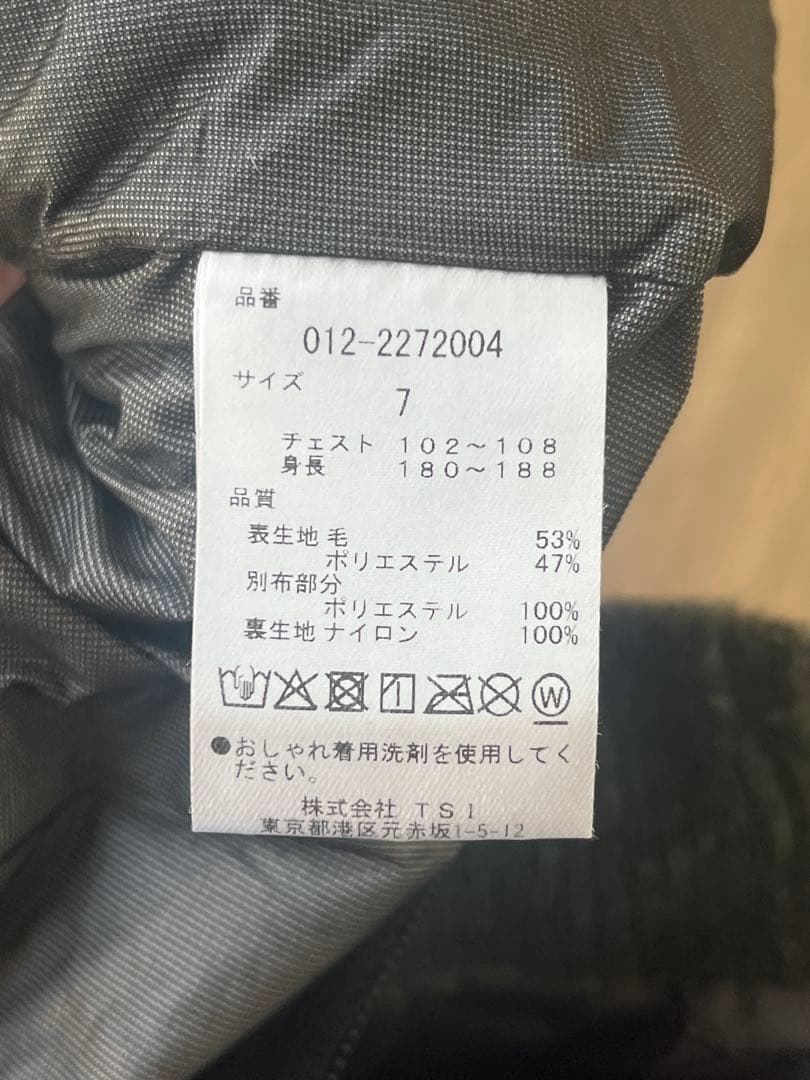 品番
012-2272004
サイズ
7
チェスト 102～108
身長 180～188
品質
表生地 毛 53%
ポリエステル 47%
別布部分
ポリエステル 100%
裏生地 ナイロン 100%
W
●おしゃれ着用洗剤を使用してく
ださい。
株式会社 TSI
東京都港区元赤坂1-5-12